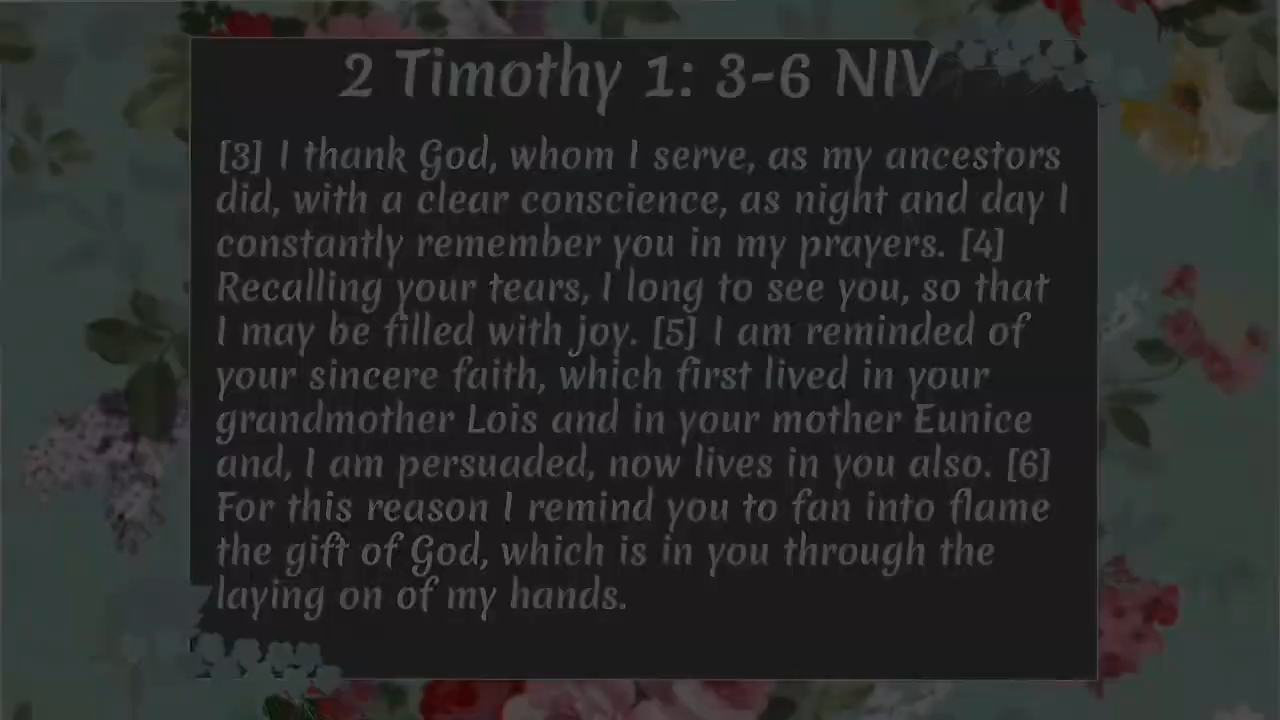 2 Timothy 1: 3-6 NIV
[3] I thank God, whom I serve, as my ancestors
did, with a clear conscience, as night and day I
constantly remember you in my prayers. [4]
Recalling your tears, I long to see you, so that
I may be filled with joy. [5] I am reminded of
your sincere faith, which first lived in your
grandmother Lois and in your mother Eunice
and, I am persuaded, now lives in you also. [6]
For this reason I remind you to fan into flame
the gift of God, which is in you through the
laying on of my hands.